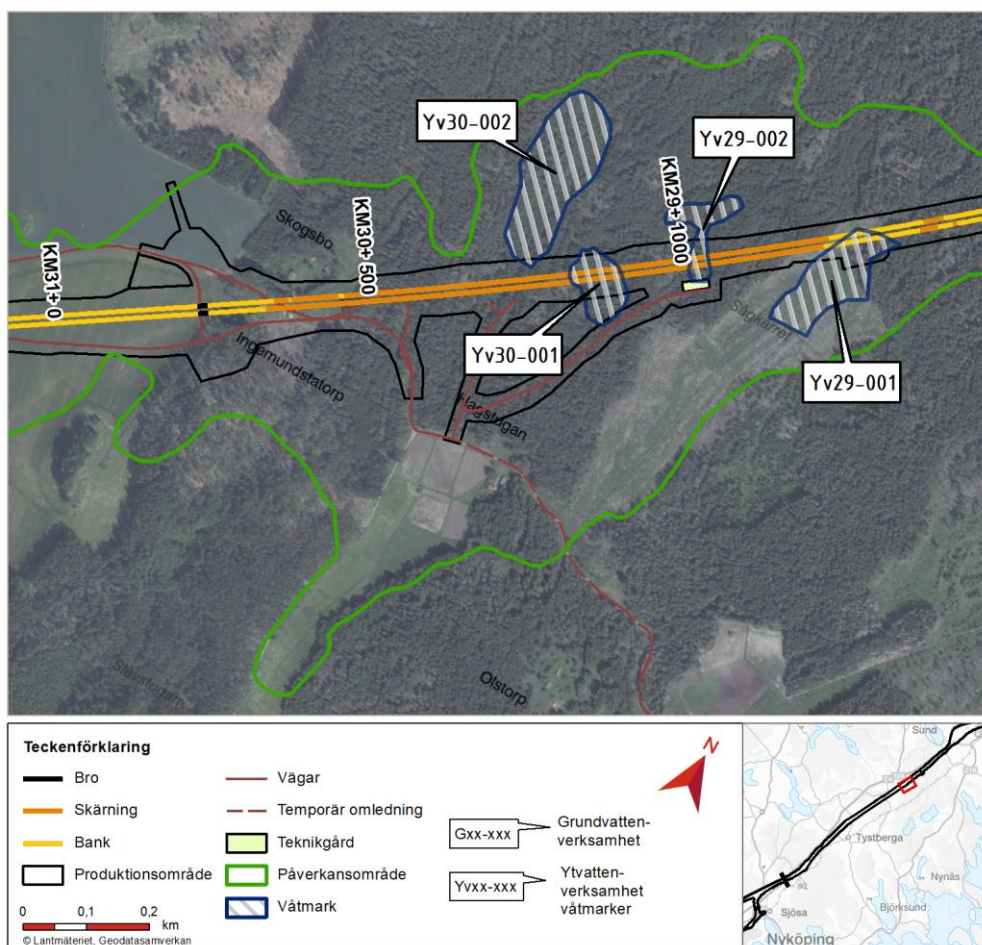 Yv30-002
Yv29-002
KM29+1000
Skogsbo
KM30+500
KM31+0
Sågkärret
Yv30-001
Yv29-001
Ingemundstatorp
Hagstugan
Olstorp
Teckenförklaring
Bro
Skärning
Bank
Produktionsområde
Vägar
Temporär omledning
Teknikgård
Påverkansområde
Våtmark
Gxx-xxx
Grundvatten-
verksamhet
Yvxx-xxx
Ytvatten-
verksamhet
våtmarker
N
0 0,1 0,2
km
© Lantmäteriet, Geodatasamverkan
Sund
Tystberga
Nynäs
Björksund
Sjösa
Nyköping